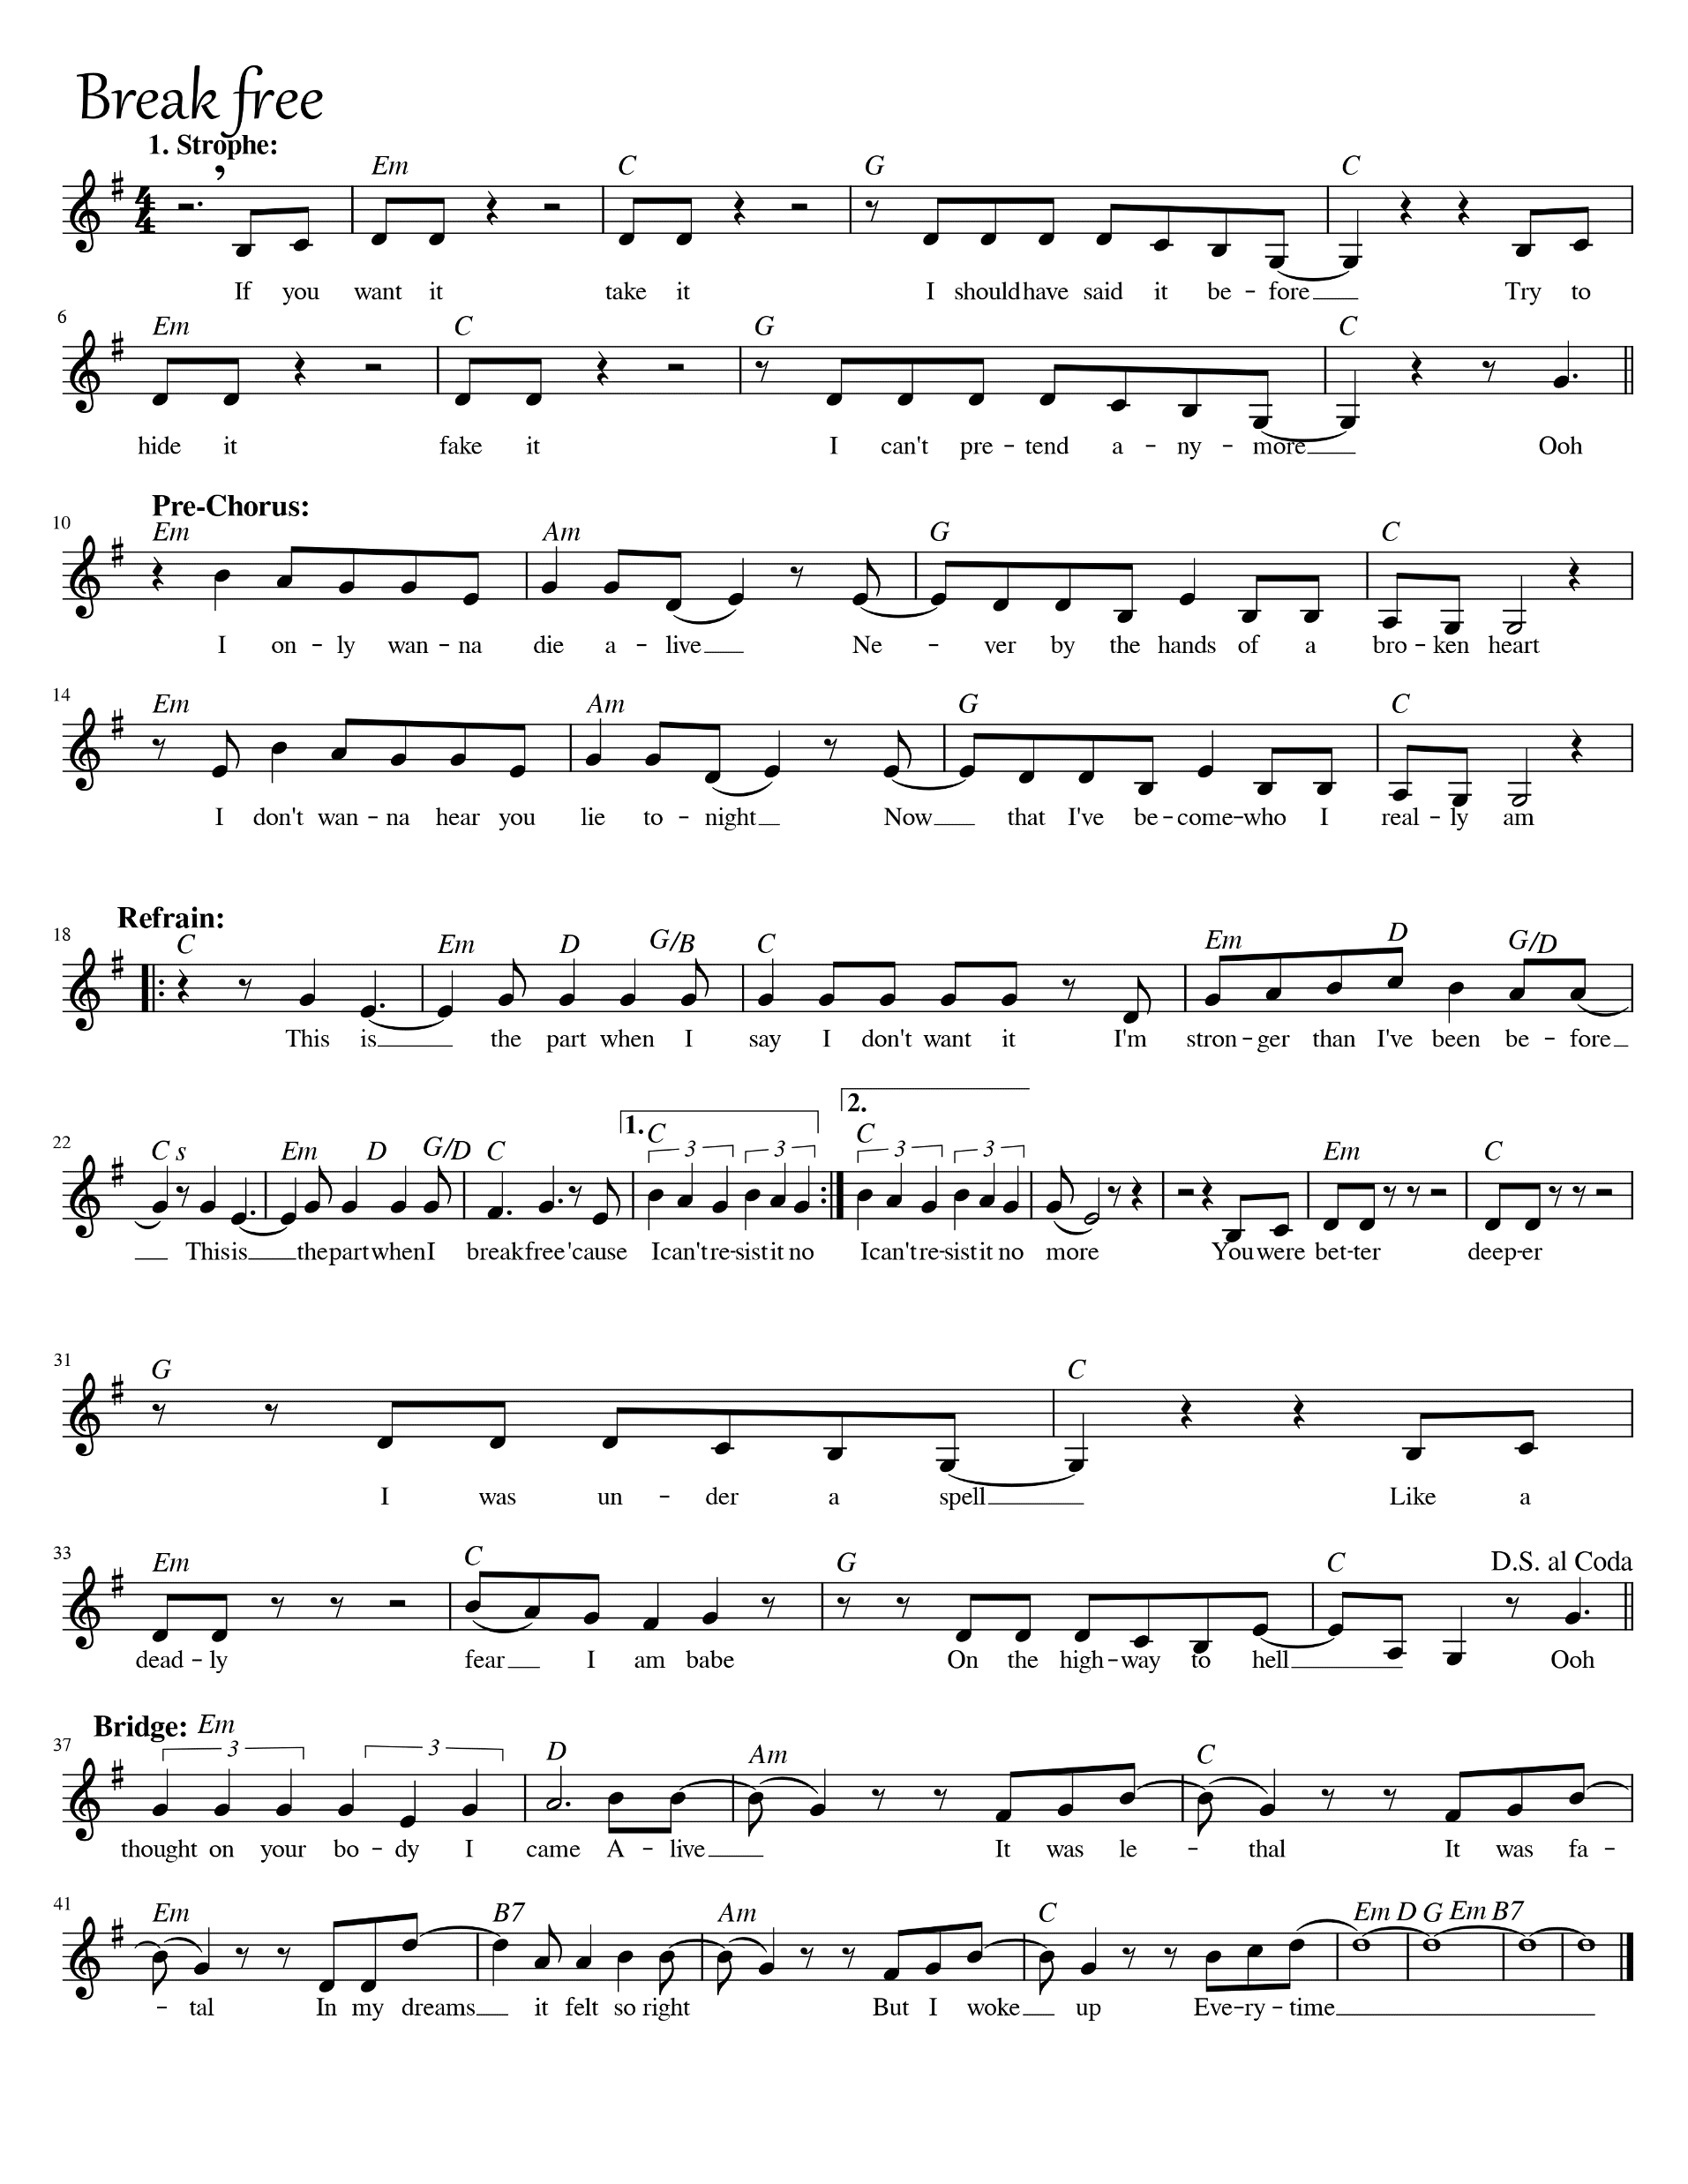 Break free
1. Strophe:
Em C G C
4
4
If you want it take it I should have said it be - fore Try to
6
Em C G C
hide it fake it I can't pre - tend a - ny - more Ooh
Pre-Chorus:
10
Em Am G C
I on - ly wan - na die a - live Ne - ver by the hands of a bro - ken heart
14
Em Am G C
I don't wan - na hear you lie to - night Now that I've be - come - who I real - ly am
Refrain:
18
C Em D G/B C Em D G/D
This is the part when I say I don't want it I'm stron - ger than I've been be - fore
22
C s Em D G/D C 1. C 3 3 2. C 3 3 Em C
This is the part when I break free 'cause I can't re - sist it no I can't re - sist it no more You were bet - ter deep - er
31
G C
I was un - der a spell Like a
33
Em C G C D.S. al Coda
dead - ly fear I am babe On the high - way to hell Ooh
Bridge: Em
37
3 3 D Am C
thought on your bo - dy I came A - live It was le - thal It was fa -
41
Em B7 Am C Em D G Em B7
- tal In my dreams it felt so right But I woke up Eve - ry - time